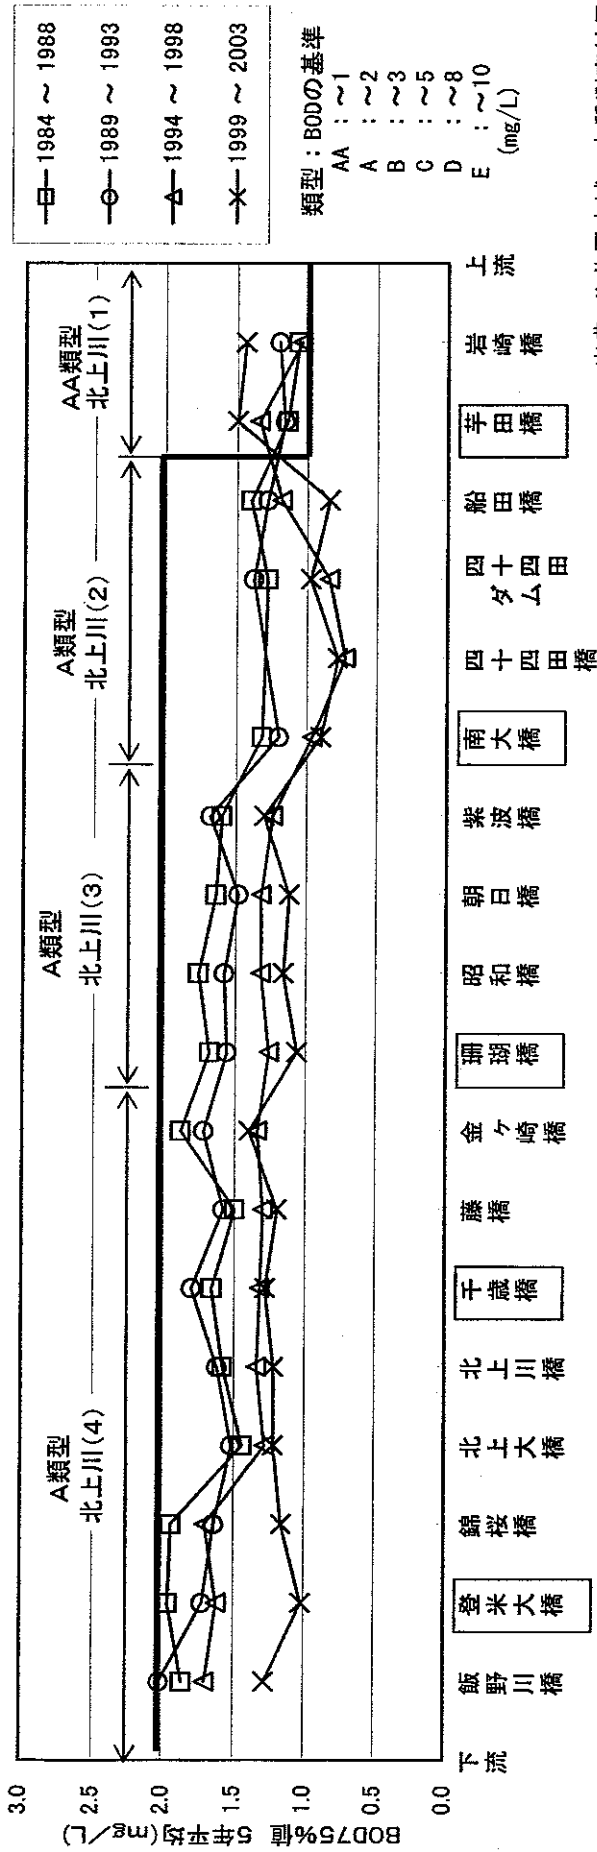 1984 ～ 1988
1989 ～ 1993
1994 ～ 1998
1999 ～ 2003
類型：BODの基準
AA ：～1
A ：～2
B ：～3
C ：～5
D ：～8
E ：～10
(mg/L)
A類型
北上川(4)
A類型
北上川(3)
A類型
北上川(2)
AA類型
北上川(1)
BOD75%値 5年平均(mg/L)
3.0
2.5
2.0
1.5
1.0
0.5
0.0
下流
飯野川橋
登米大橋
錦桜橋
北上大橋
北上川橋
千歳橋
藤橋
金ヶ崎橋
珊瑚橋
昭和橋
朝日橋
紫波橋
南大橋
四十四田橋
四十四田
ダム
船田橋
芋田橋
岩崎橋
上流